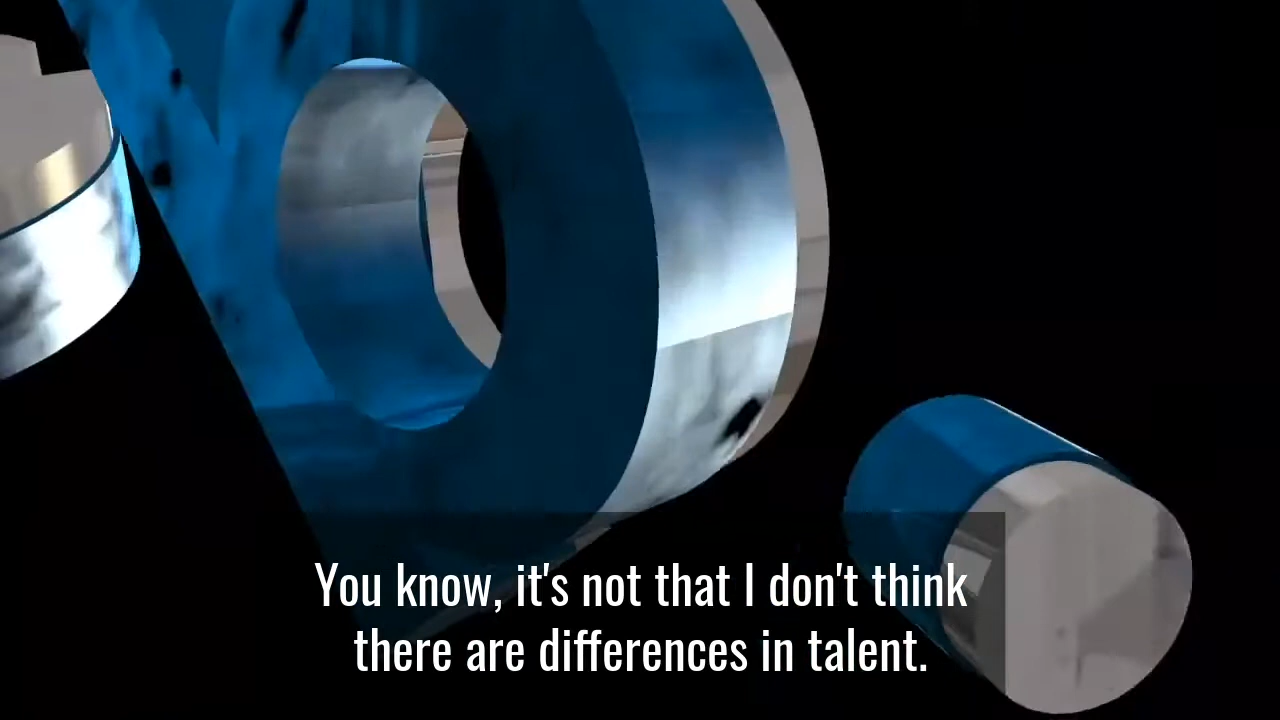 You know, it's not that I don't think
there are differences in talent.